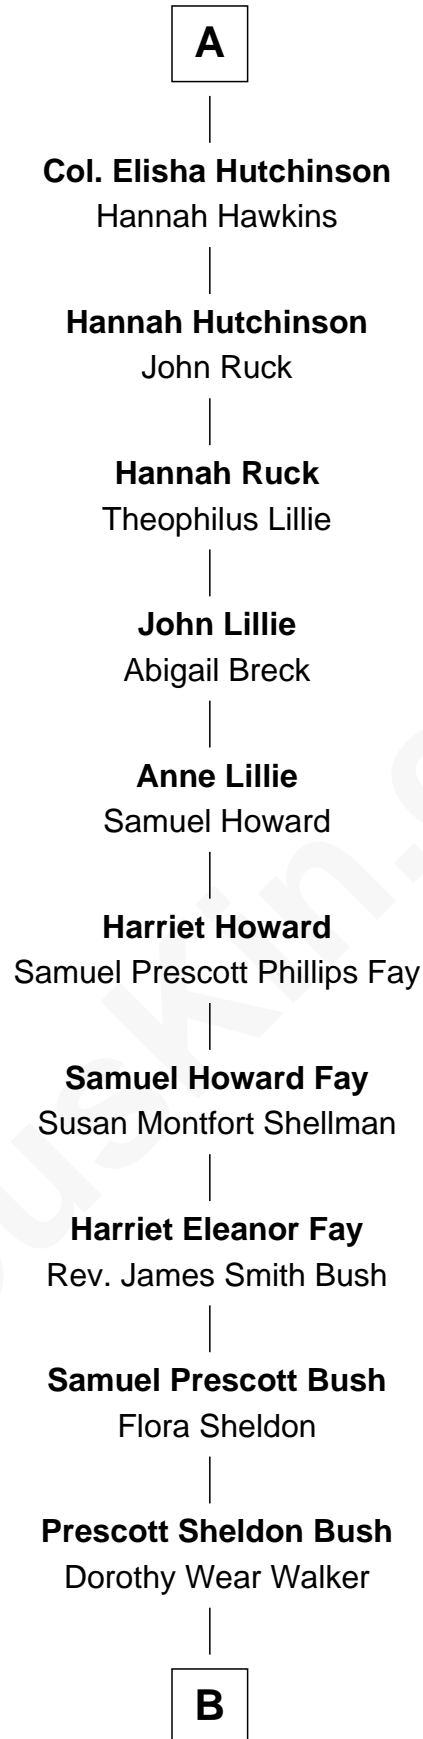 A
Col. Elisha Hutchinson
Hannah Hawkins
Hannah Hutchinson
John Ruck
Hannah Ruck
Theophilus Lillie
John Lillie
Abigail Breck
Anne Lillie
Samuel Howard
Harriet Howard
Samuel Prescott Phillips Fay
Samuel Howard Fay
Susan Montfort Shellman
Harriet Eleanor Fay
Rev. James Smith Bush
Samuel Prescott Bush
Flora Sheldon
Prescott Sheldon Bush
Dorothy Wear Walker
B